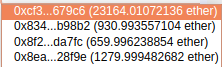 0xcf3...679c6 (23164.01072136 ether)
0x834...b98b2 (930.993557104 ether)
0x8f2...da7fc (659.996238854 ether)
0x8ea...28f9e (1279.999482682 ether)